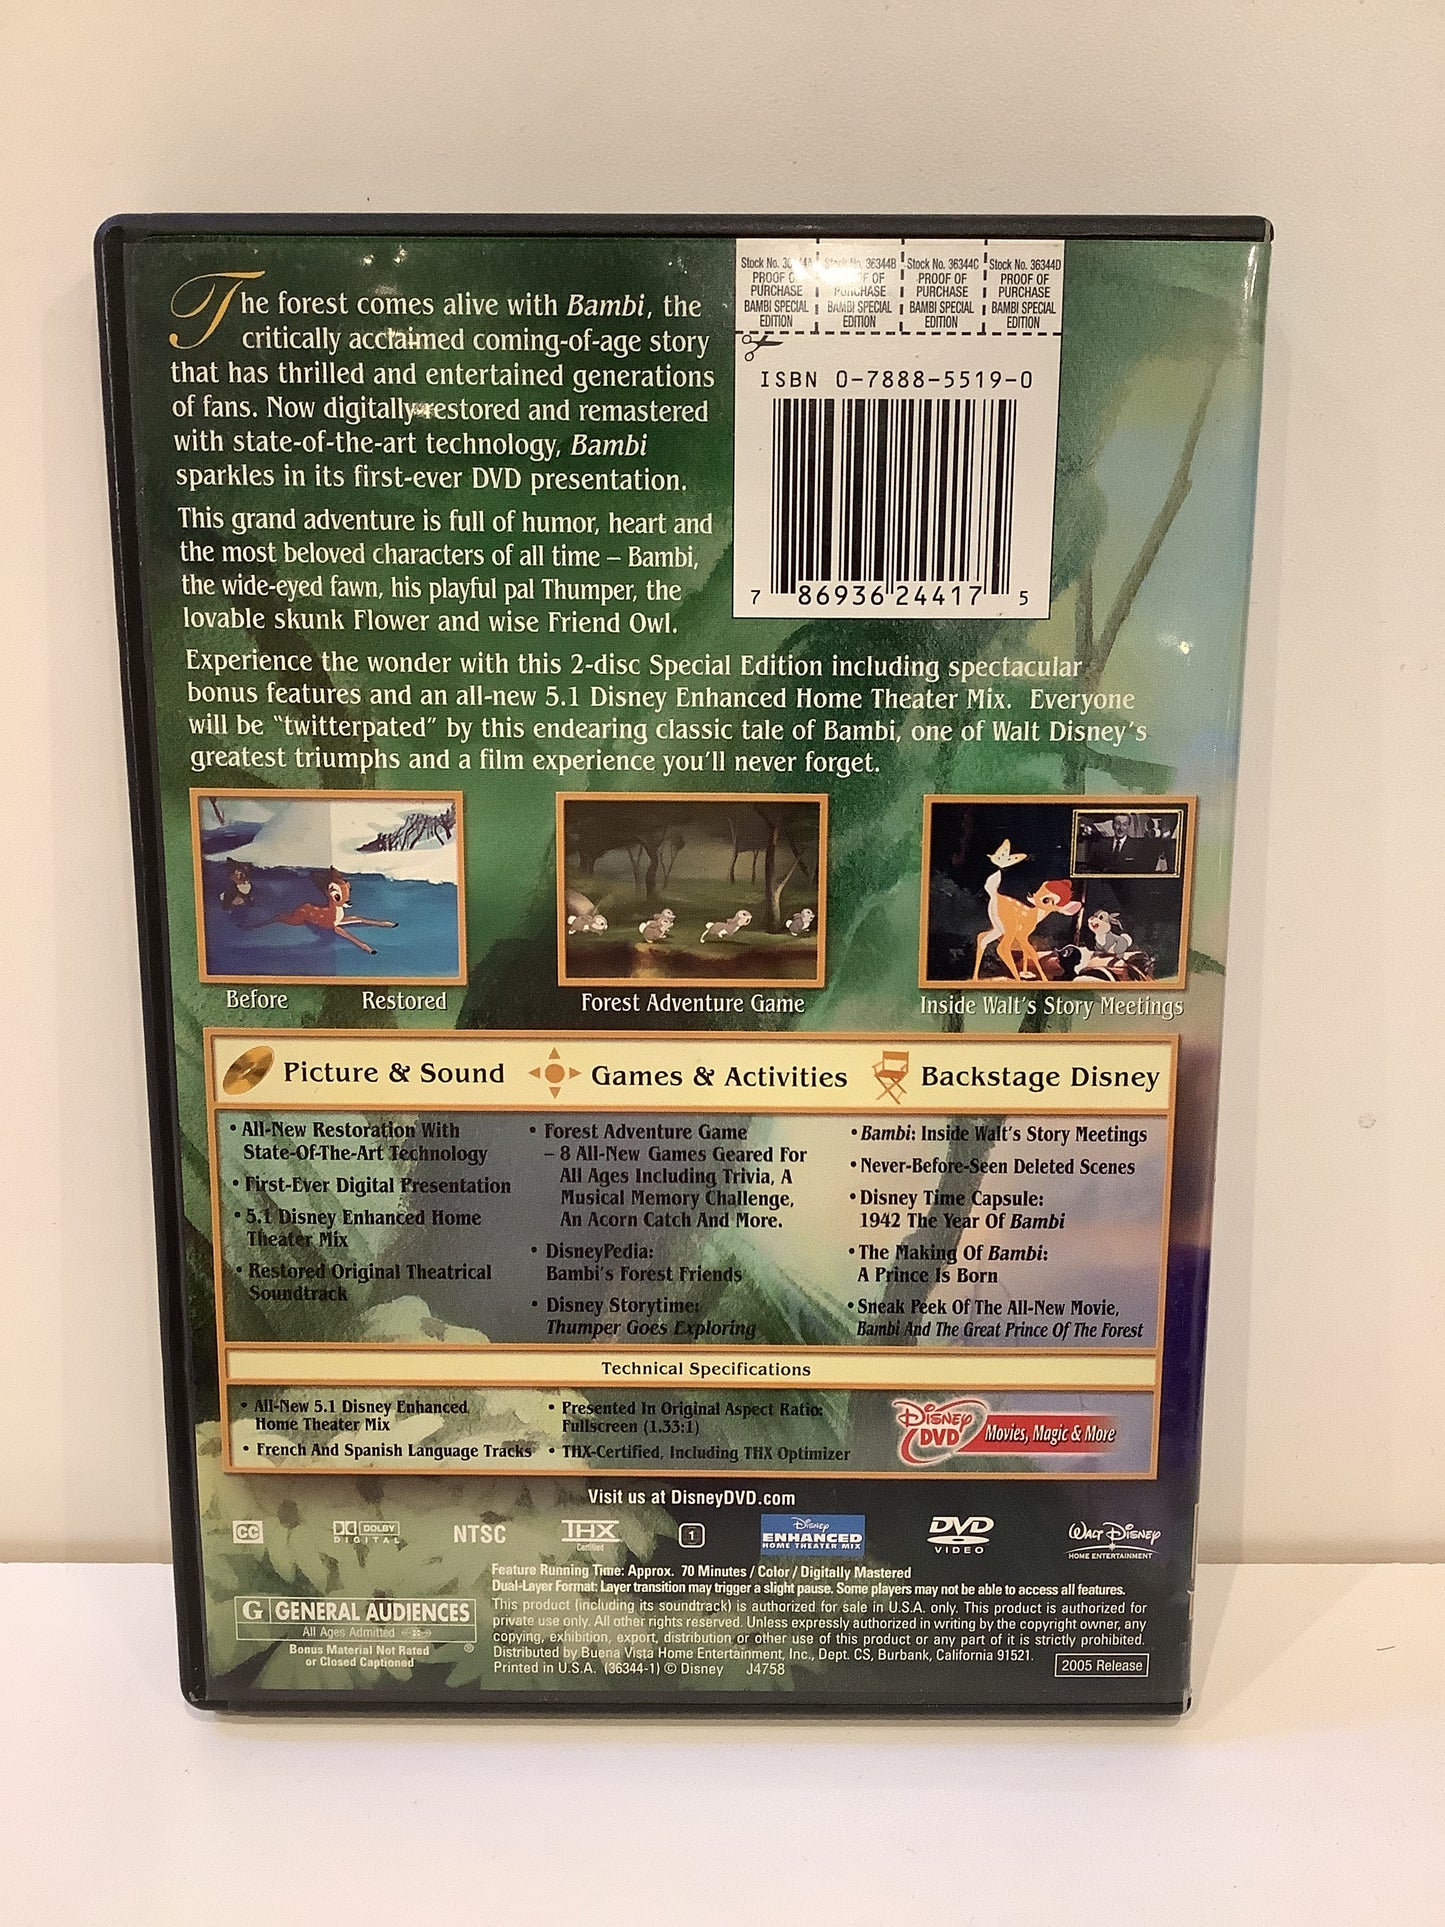 The forest comes alive with Bambi, the
critically acclaimed coming-of-age story
that has thrilled and entertained generations
of fans. Now digitally restored and remastered
with state-of-the-art technology, Bambi
sparkles in its first-ever DVD presentation.
This grand adventure is full of humor, heart and
the most beloved characters of all time – Bambi,
the wide-eyed fawn, his playful pal Thumper, the
lovable skunk Flower and wise Friend Owl.
Stock No. 36344A Stock No. 36344B Stock No. 36344C Stock No. 36344D
PROOF OF PROOF OF PROOF OF PROOF OF
PURCHASE PURCHASE PURCHASE PURCHASE
BAMBI SPECIAL BAMBI SPECIAL BAMBI SPECIAL BAMBI SPECIAL
EDITION EDITION EDITION EDITION
ISBN 0-7888-5519-0
7 86936 24417 5
Experience the wonder with this 2-disc Special Edition including spectacular
bonus features and an all-new 5.1 Disney Enhanced Home Theater Mix. Everyone
will be "twitterpated" by this endearing classic tale of Bambi, one of Walt Disney's
greatest triumphs and a film experience you'll never forget.
Before Restored
Forest Adventure Game
Inside Walt's Story Meetings
Picture & Sound
• All-New Restoration With
State-Of-The-Art Technology
• First-Ever Digital Presentation
• 5.1 Disney Enhanced Home
Theater Mix
• Restored Original Theatrical
Soundtrack
Games & Activities
• Forest Adventure Game
– 8 All-New Games Geared For
All Ages Including Trivia, A
Musical Memory Challenge,
An Acorn Catch And More.
• DisneyPedia:
Bambi's Forest Friends
• Disney Storytime:
Thumper Goes Exploring
Backstage Disney
• Bambi: Inside Walt's Story Meetings
• Never-Before-Seen Deleted Scenes
• Disney Time Capsule:
1942 The Year Of Bambi
• The Making Of Bambi:
A Prince Is Born
• Sneak Peek Of The All-New Movie,
Bambi And The Great Prince Of The Forest
Technical Specifications
• All-New 5.1 Disney Enhanced
Home Theater Mix
• French And Spanish Language Tracks
• Presented In Original Aspect Ratio:
Fullscreen (1.33:1)
• THX-Certified, Including THX Optimizer
Disney
DVD
Movies, Magic & More
Visit us at DisneyDVD.com
CC
DOLBY
DIGITAL
NTSC
THX
Certified
1
Disney
ENHANCED
HOME THEATER MIX
DVD
VIDEO
WALT DISNEY
HOME ENTERTAINMENT
Feature Running Time: Approx. 70 Minutes / Color / Digitally Mastered
Dual-Layer Format: Layer transition may trigger a slight pause. Some players may not be able to access all features.
This product (including its soundtrack) is authorized for sale in U.S.A. only. This product is authorized for
private use only. All other rights reserved. Unless expressly authorized in writing by the copyright owner, any
copying, exhibition, export, distribution or other use of this product or any part of it is strictly prohibited.
Distributed by Buena Vista Home Entertainment, Inc., Dept. CS, Burbank, California 91521.
Printed in U.S.A. (36344-1) © Disney J4758
2005 Release
G GENERAL AUDIENCES
All Ages Admitted
®
Bonus Material Not Rated
or Closed Captioned